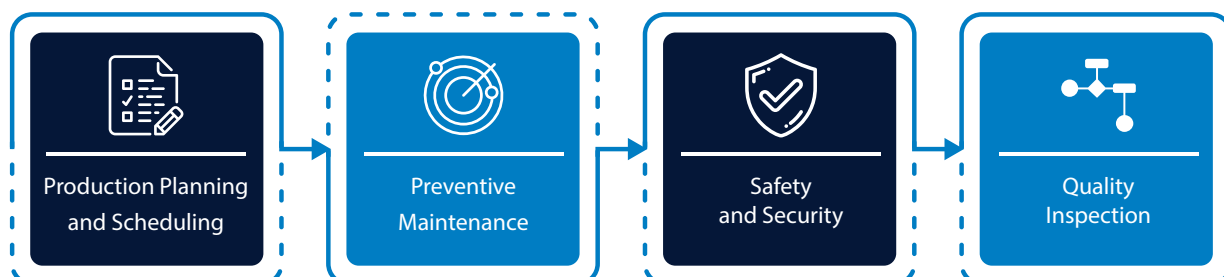 Production Planning
and Scheduling
Preventive
Maintenance
Safety
and Security
Quality
Inspection